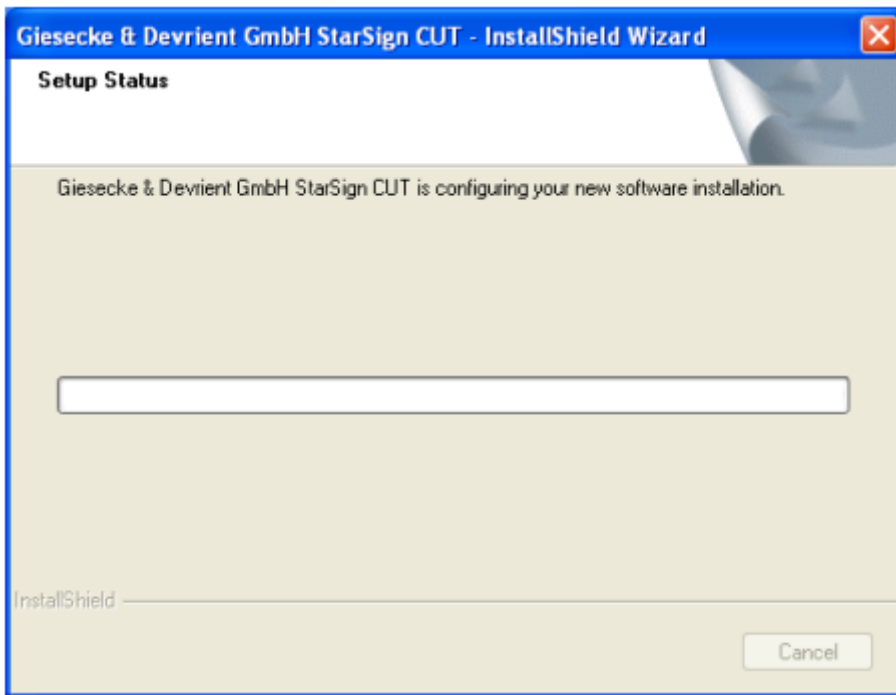 Giesecke & Devrient GmbH StarSign CUT - InstallShield Wizard
Setup Status
Giesecke & Devrient GmbH StarSign CUT is configuring your new software installation.
InstallShield
Cancel